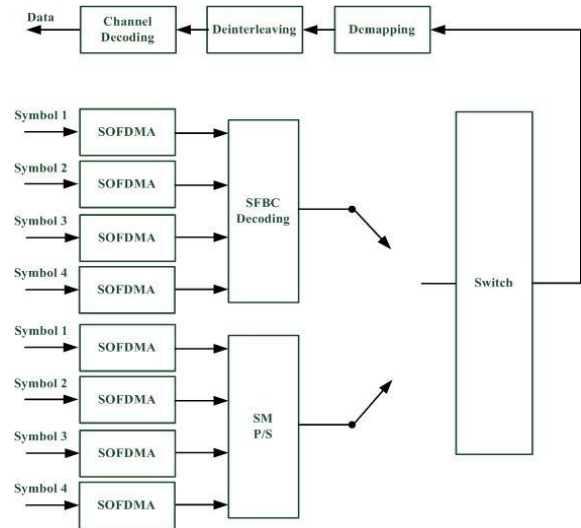 Data
Channel
Decoding
Deinterleaving
Demapping
Symbol 1
SOFDMA
Symbol 2
SOFDMA
Symbol 3
SOFDMA
Symbol 4
SOFDMA
SFBC
Decoding
Switch
Symbol 1
SOFDMA
Symbol 2
SOFDMA
Symbol 3
SOFDMA
Symbol 4
SOFDMA
SM
P/S